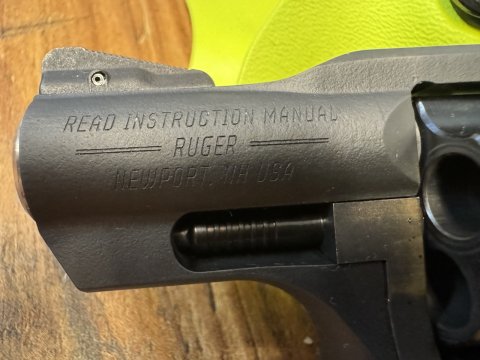 READ INSTRUCTION MANUAL
RUGER
NEWPORT, NH USA